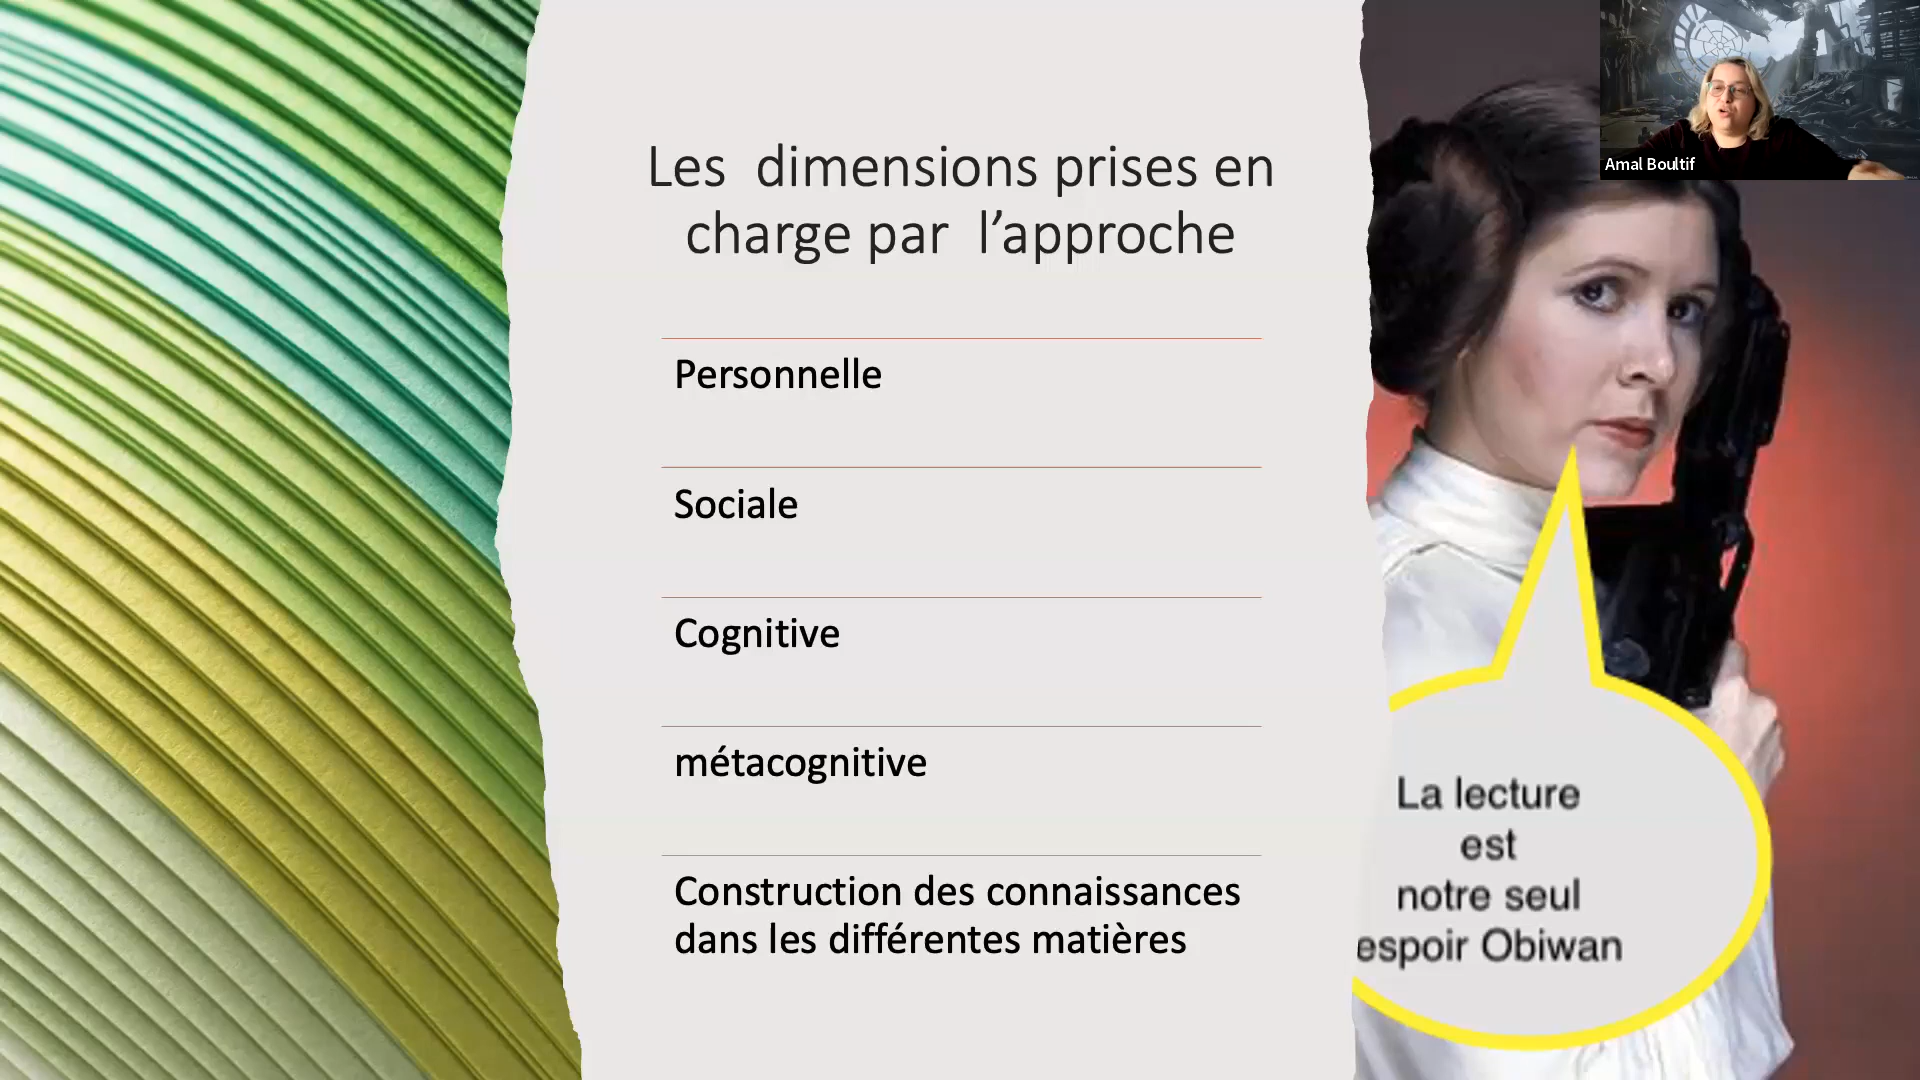 Les  dimensions prises en
charge par  l’approche
Personnelle
Sociale
Cognitive
métacognitive
Construction des connaissances
dans les différentes matières
Amal Boultif
La lecture
est
notre seul
espoir Obiwan